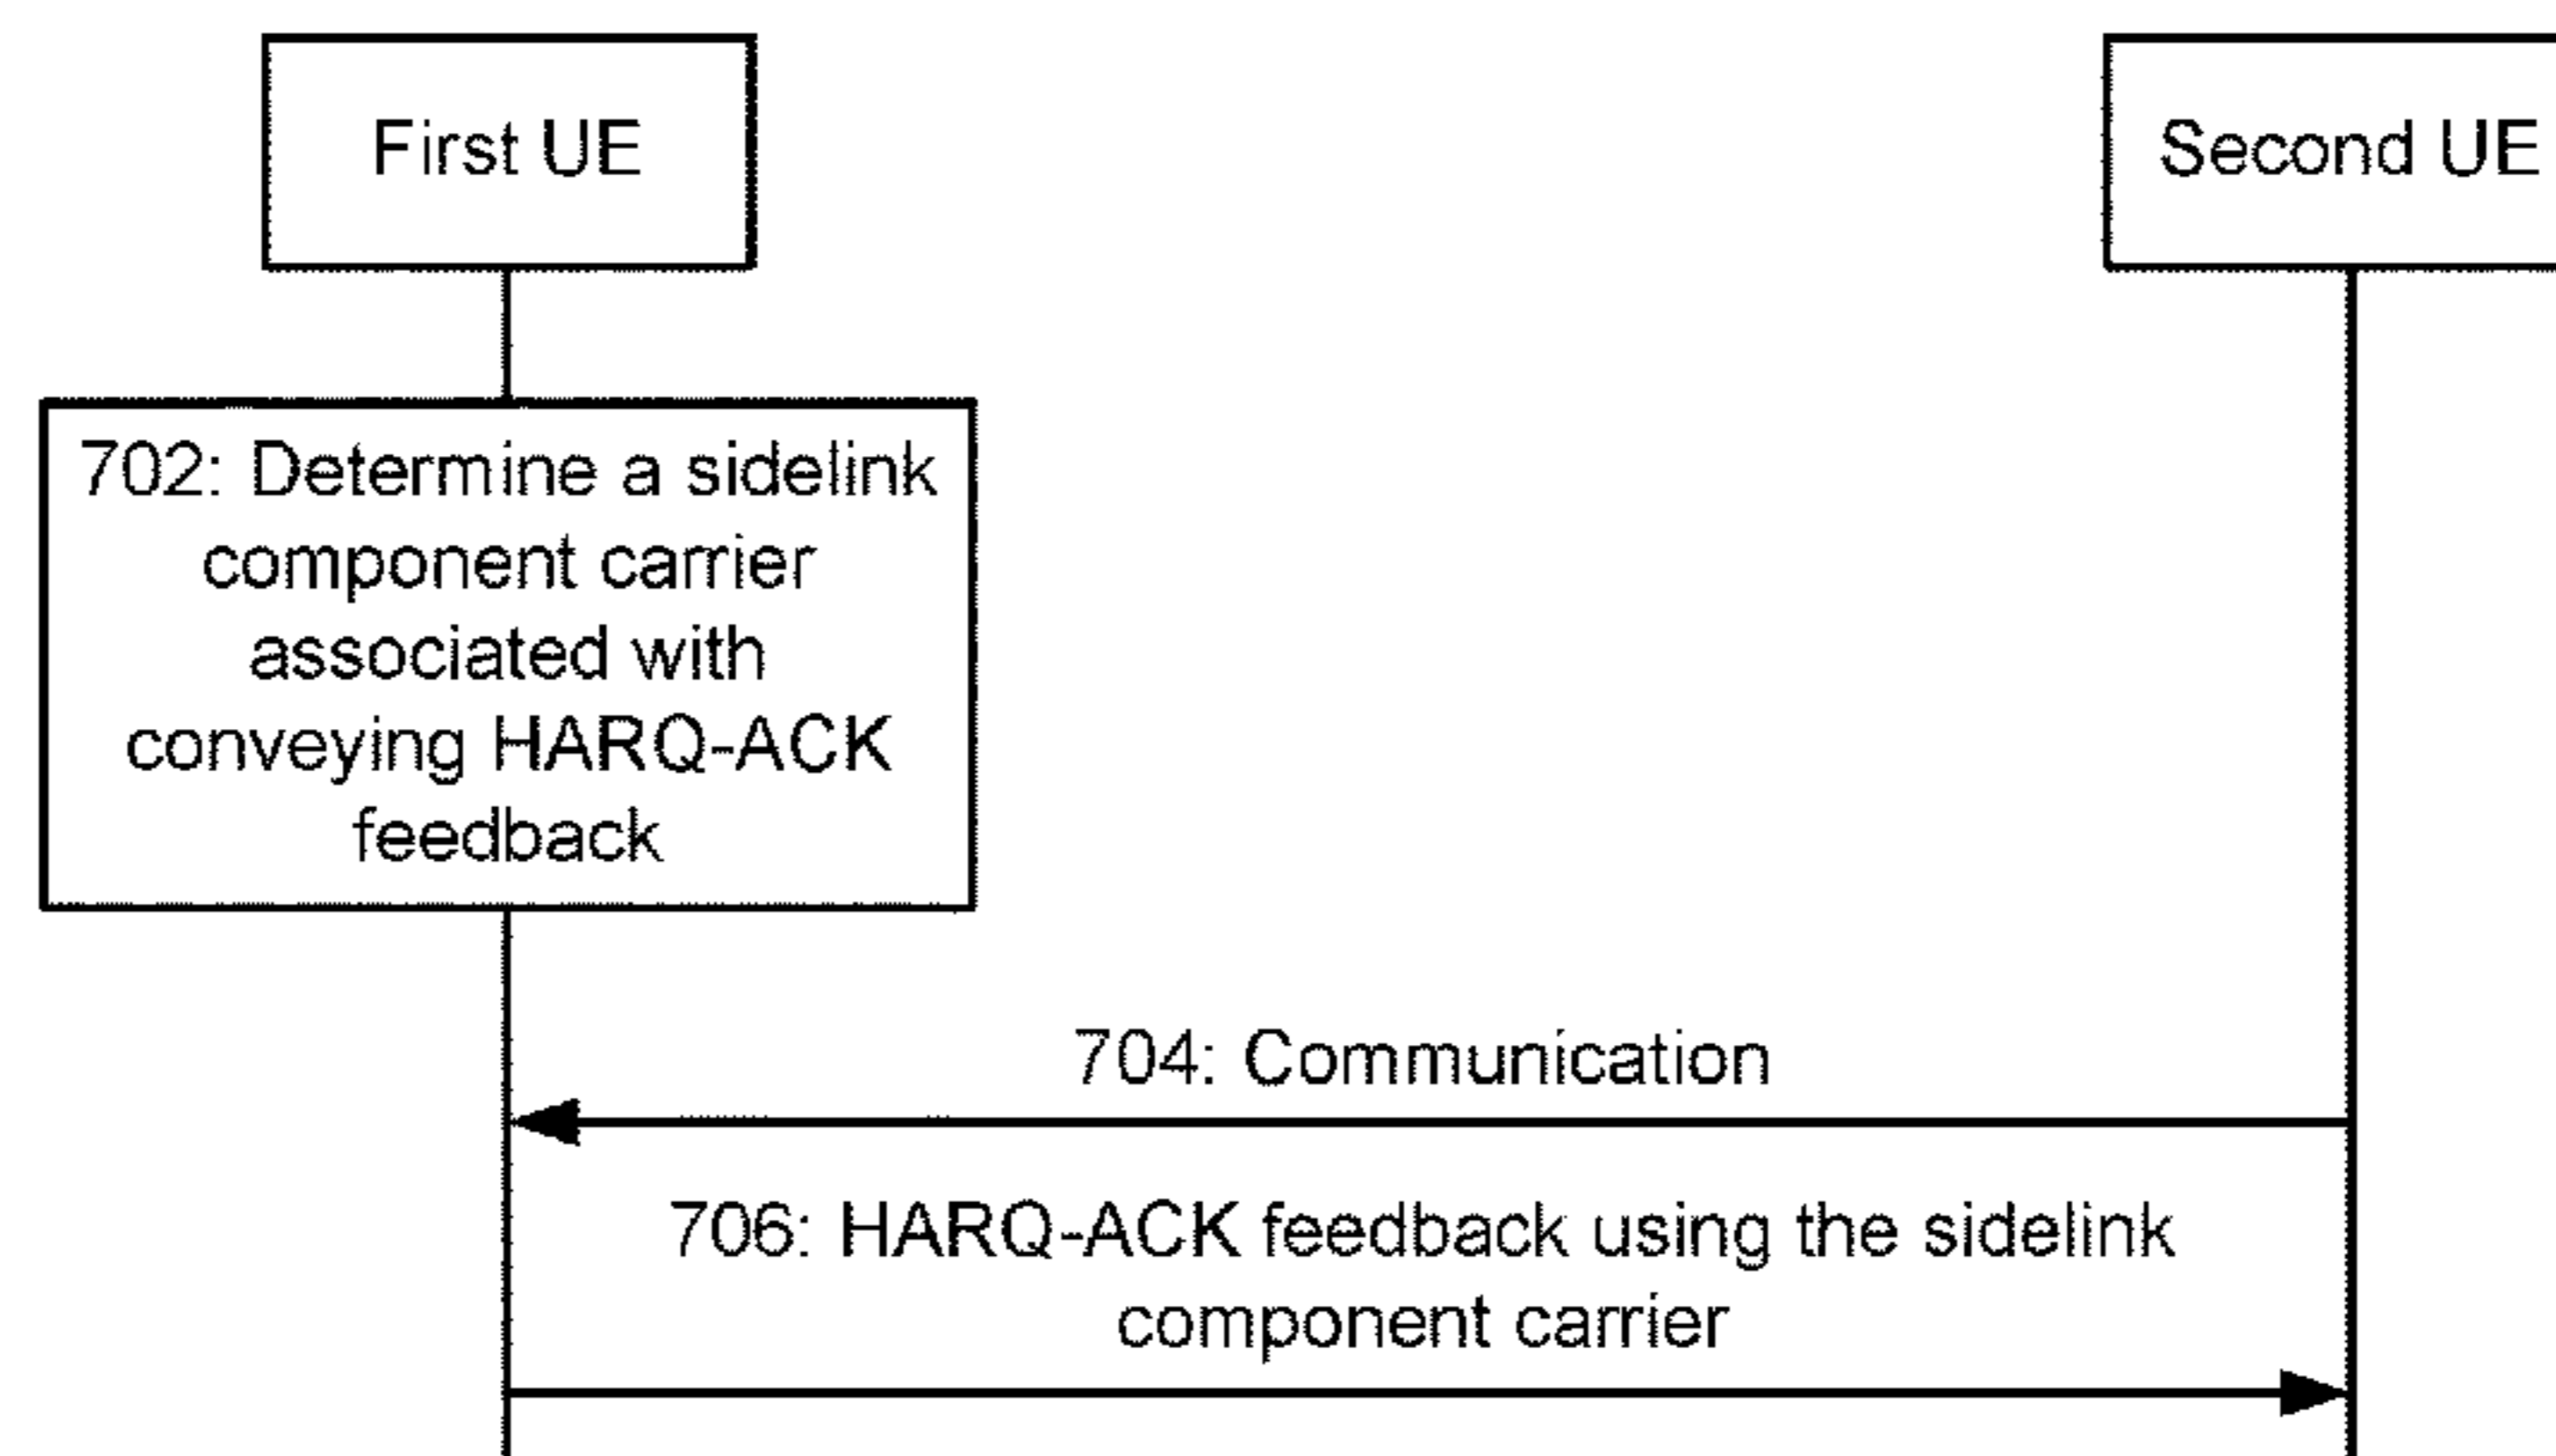 First UE
Second UE
702: Determine a sidelink
component carrier
associated with
conveying HARQ-ACK
feedback
704: Communication
706: HARQ-ACK feedback using the sidelink
component carrier